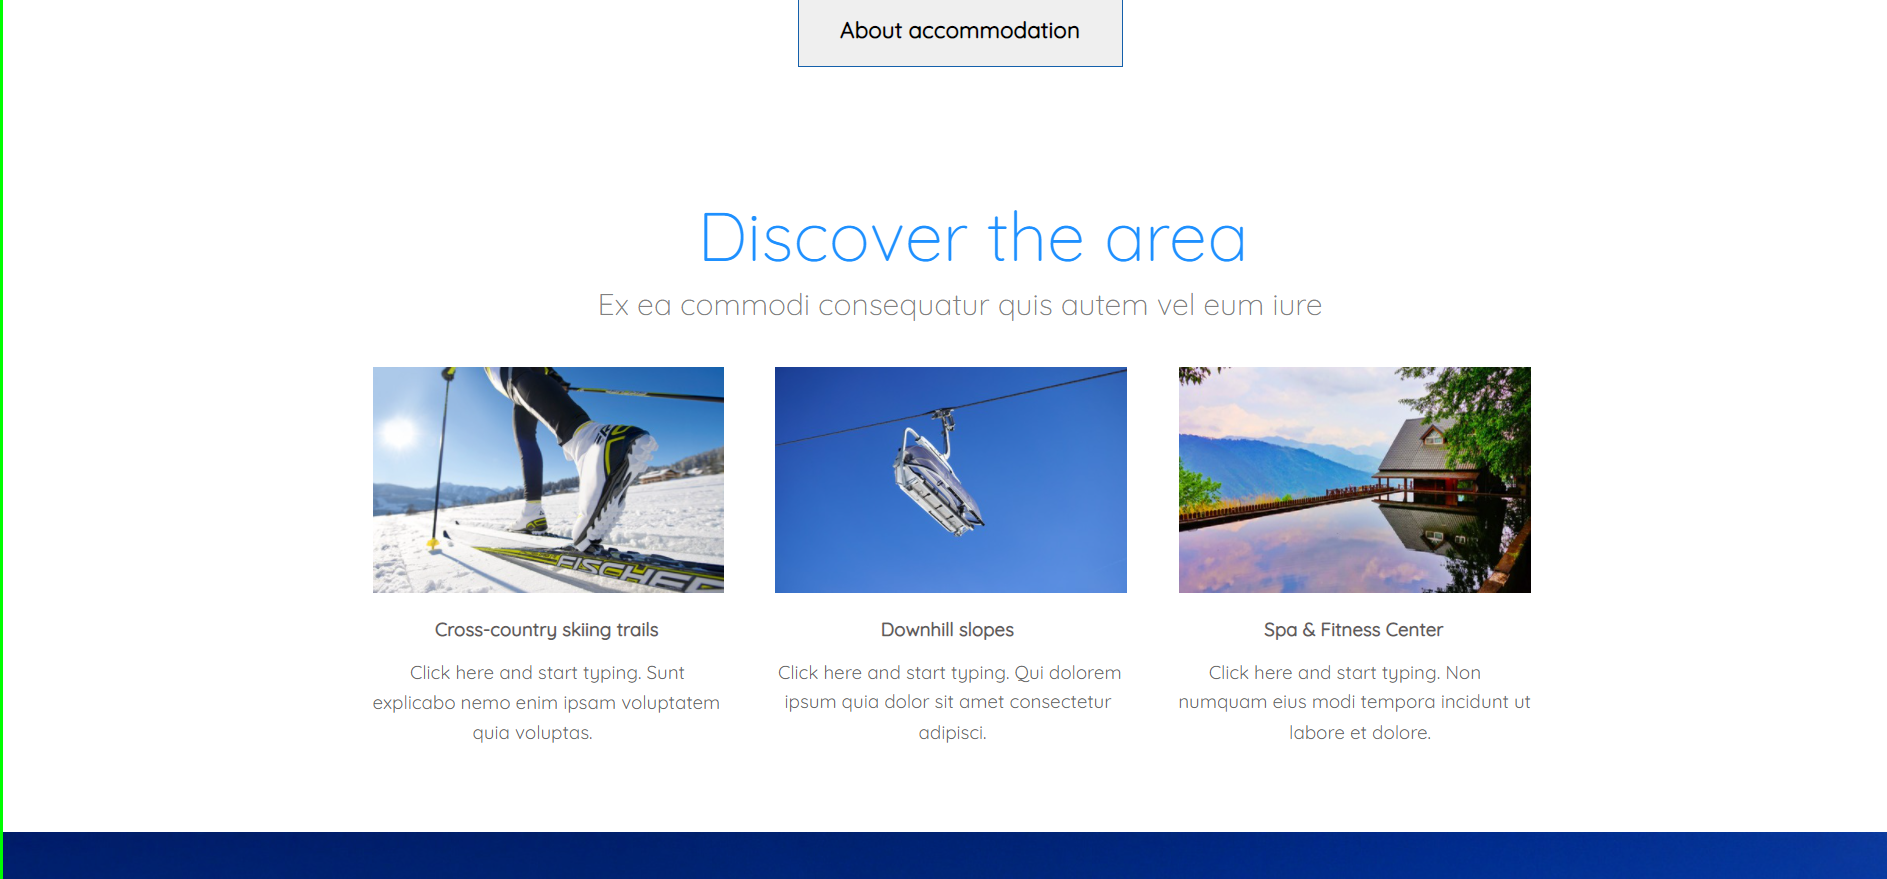 About accommodation
Discover the area
Ex ea commodi consequatur quis autem vel eum iure
FISCHER
Cross-country skiing trails
Downhill slopes
Spa & Fitness Center
Click here and start typing. Sunt
explicabo nemo enim ipsam voluptatem
quia voluptas.
Click here and start typing. Qui dolorem
ipsum quia dolor sit amet consectetur
adipisci.
Click here and start typing. Non
numquam eius modi tempora incidunt ut
labore et dolore.